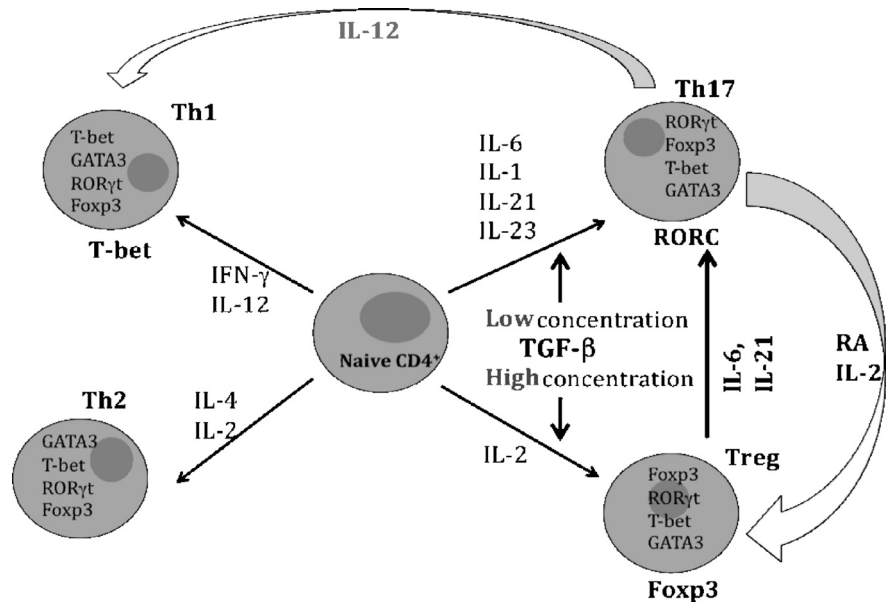 IL-12
Th1
T-bet
GATA3
RORγt
Foxp3
T-bet
IFN-γ
IL-12
Th2
GATA3
T-bet
RORγt
Foxp3
IL-4
IL-2
Naive CD4⁺
IL-6
IL-1
IL-21
IL-23
Th17
RORγt
Foxp3
T-bet
GATA3
RORC
Low concentration
TGF-β
High concentration
IL-2
IL-6,
IL-21
RA
IL-2
Treg
Foxp3
RORγt
T-bet
GATA3
Foxp3